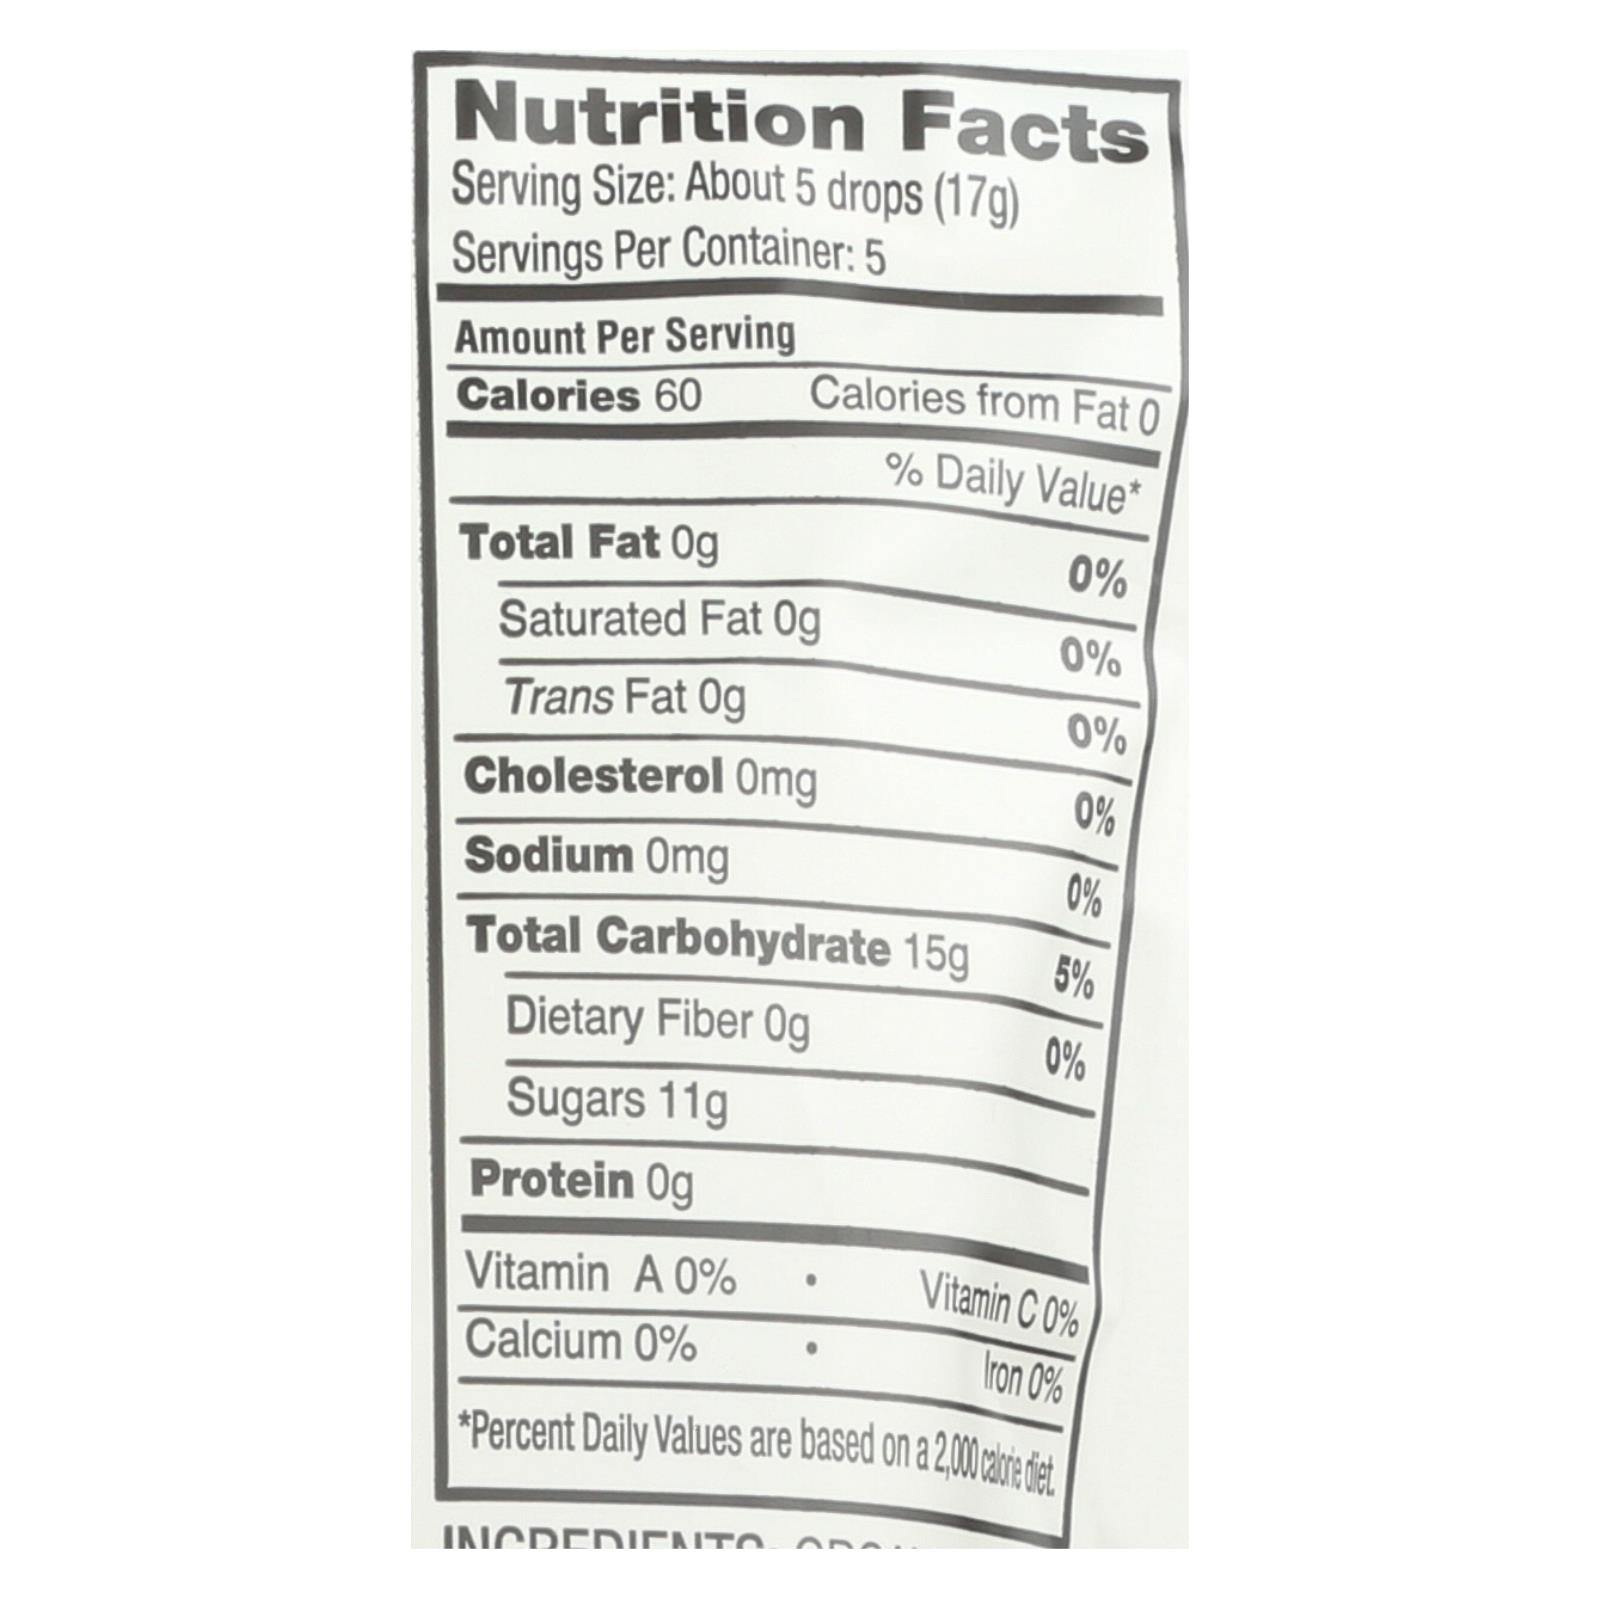 Nutrition Facts
Serving Size: About 5 drops (17g)
Servings Per Container: 5
Amount Per Serving
Calories 60 Calories from Fat 0
% Daily Value*
Total Fat 0g 0%
Saturated Fat 0g 0%
Trans Fat 0g 0%
Cholesterol 0mg 0%
Sodium 0mg 0%
Total Carbohydrate 15g 5%
Dietary Fiber 0g 0%
Sugars 11g
Protein 0g
Vitamin A 0% • Vitamin C 0%
Calcium 0% • Iron 0%
*Percent Daily Values are based on a 2,000 calorie diet.
INGREDIENTS: